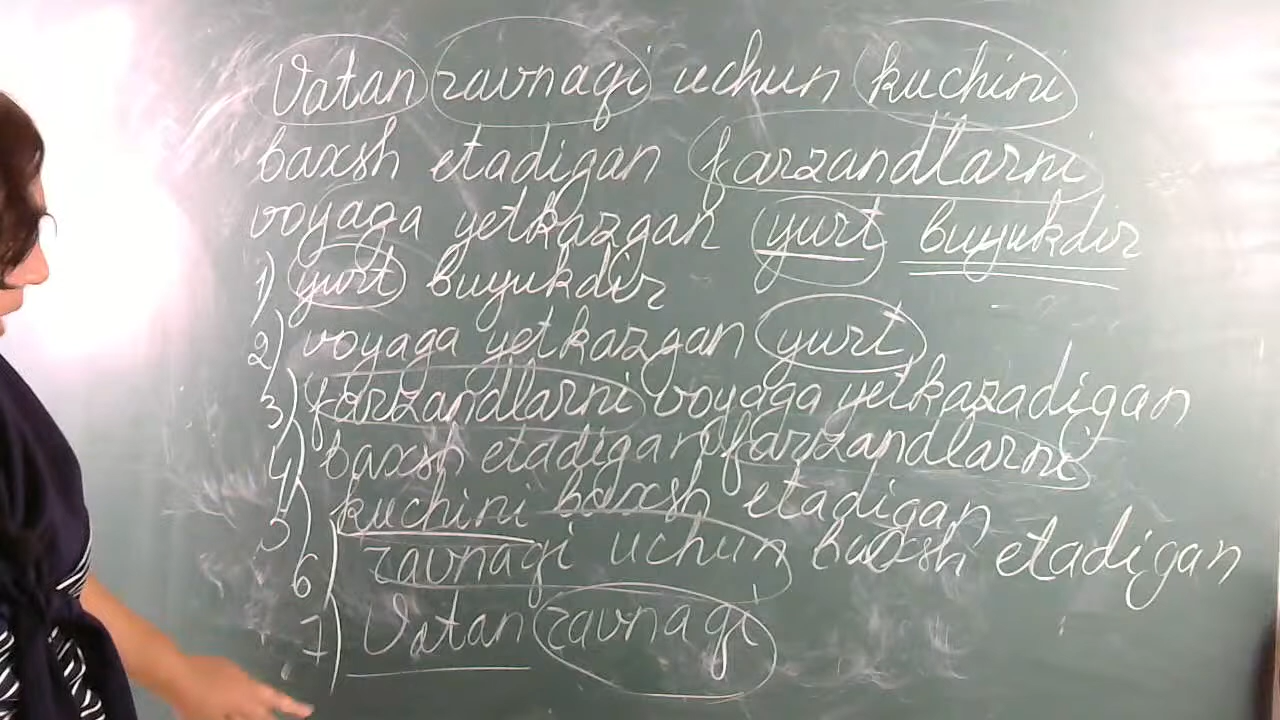 Vatan ravnaqi uchun kuchini
baxsh etadigan farzandlarni
voyaga yetkazgan yurt buyukdir
1) yurt buyukdir
2) voyaga yetkazgan yurt
3) farzandlarni voyaga yetkazadigan
4) baxsh etadigan farzandlarni
5) kuchini baxsh etadigan
6) ravnaqi uchun baxsh etadigan
7) Vatan ravnaqi